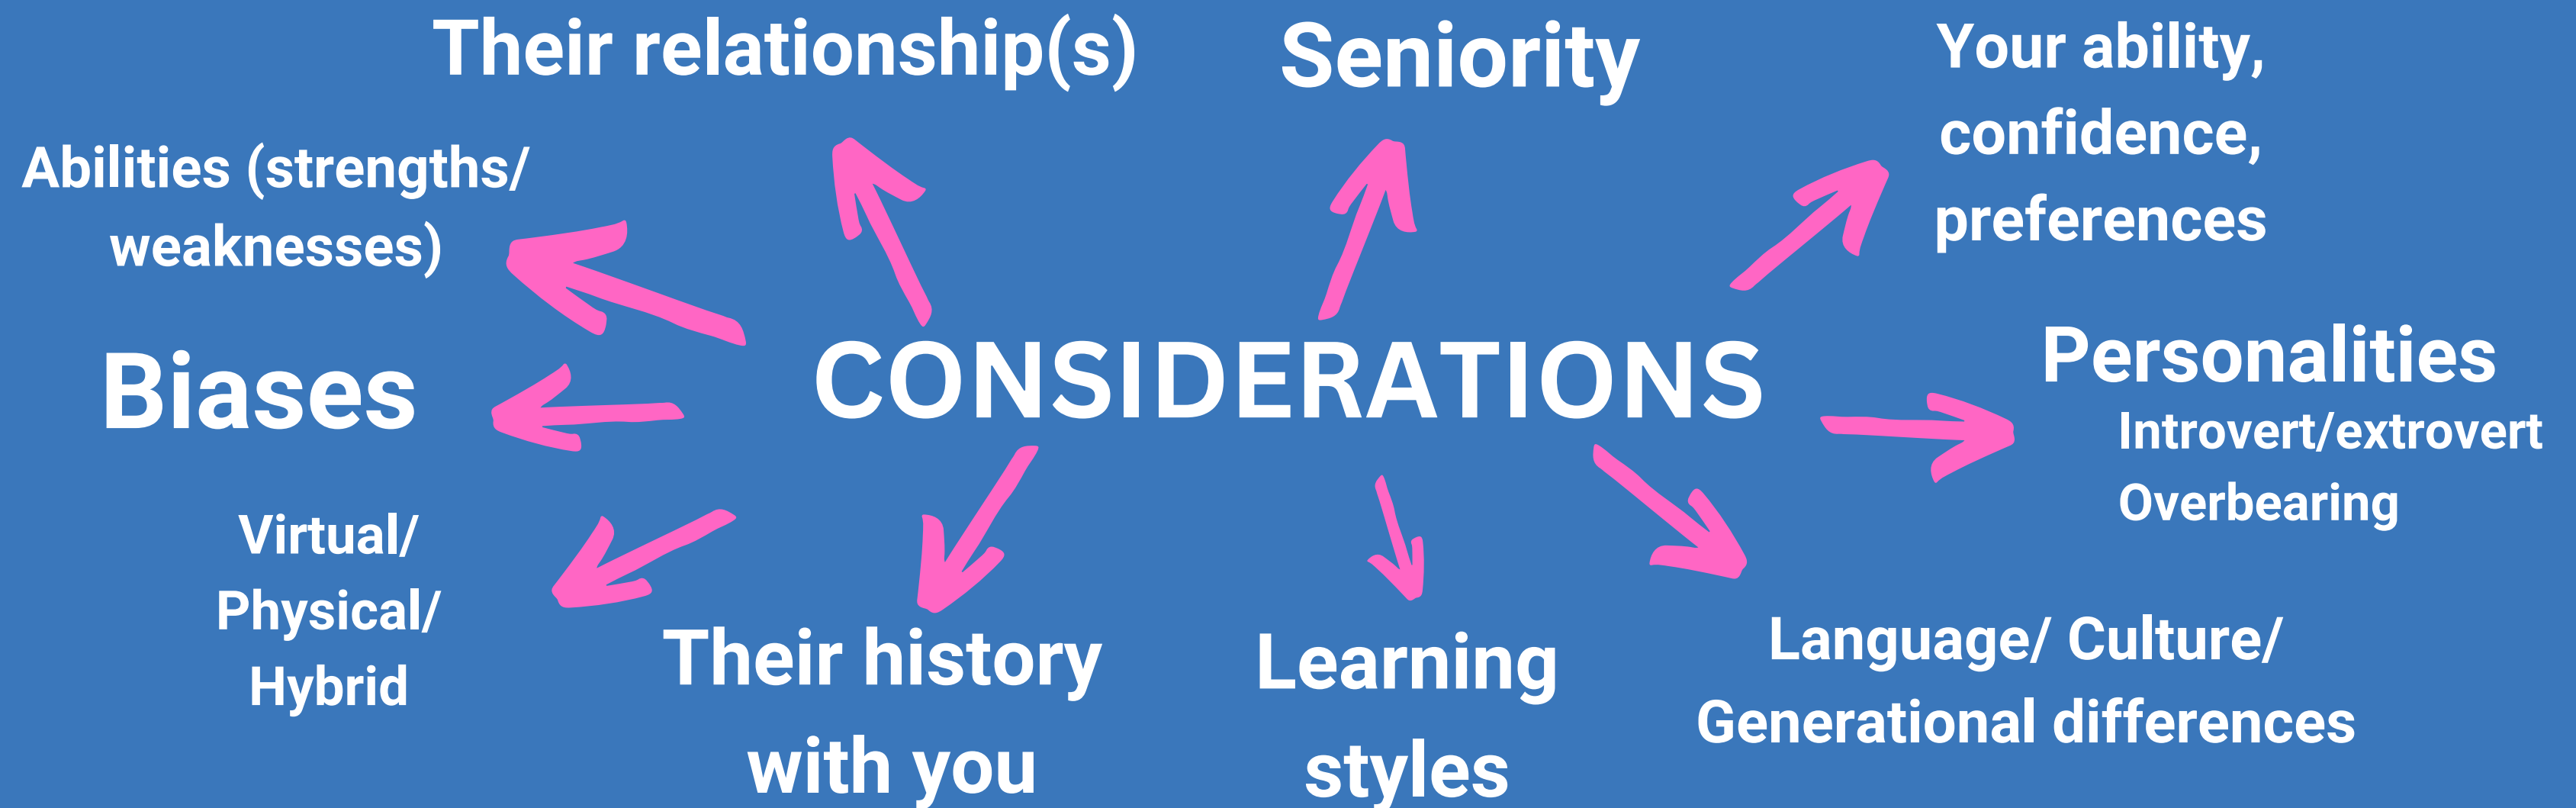 Their relationship(s)
Seniority
Your ability,
confidence,
preferences
Abilities (strengths/
weaknesses)
CONSIDERATIONS
Biases
Personalities
Introvert/extrovert
Overbearing
Virtual/
Physical/
Hybrid
Their history
with you
Learning
styles
Language/ Culture/
Generational differences